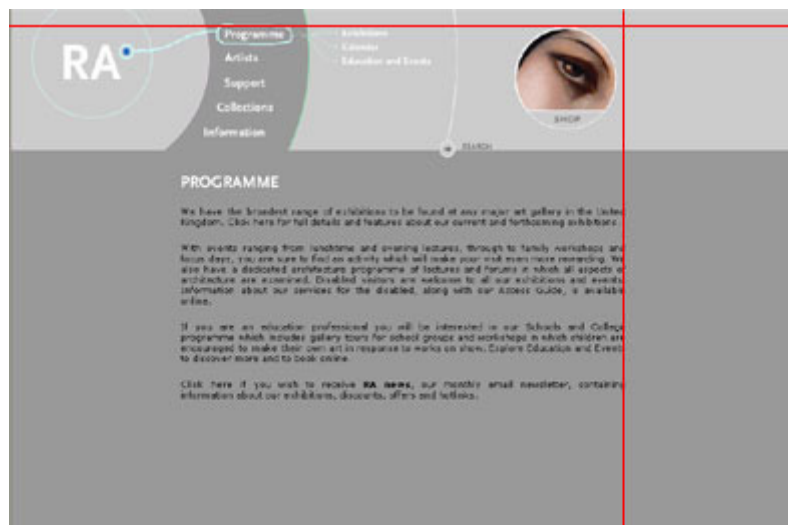 RA
Programme
Artists
Support
Collections
Information
Exhibitions
Calendar
Education and Events
SHOP
SEARCH
PROGRAMME
We have the broadest range of exhibitions to be found at any major art gallery in the United
Kingdom. Click here for full details and features about our current and forthcoming exhibitions.
With events ranging from lunchtime and evening lectures, through to family workshops and
focus days, you are sure to find an activity which will make your visit even more rewarding. We
also have a dedicated architecture programme of lectures and forums in which all aspects of
architecture are examined. Disabled visitors are welcome to all our exhibitions and events.
Information about our services for the disabled, along with our Access Guide, is available
online.
If you are an education professional you will be interested in our Schools and College
programme which includes gallery tours for school groups and workshops in which children are
encouraged to make their own art in response to works on show. Explore Education and Events
to discover more and to book online.
Click here if you wish to receive RA news, our monthly email newsletter, containing
information about our exhibitions, discounts, offers and hotlinks.